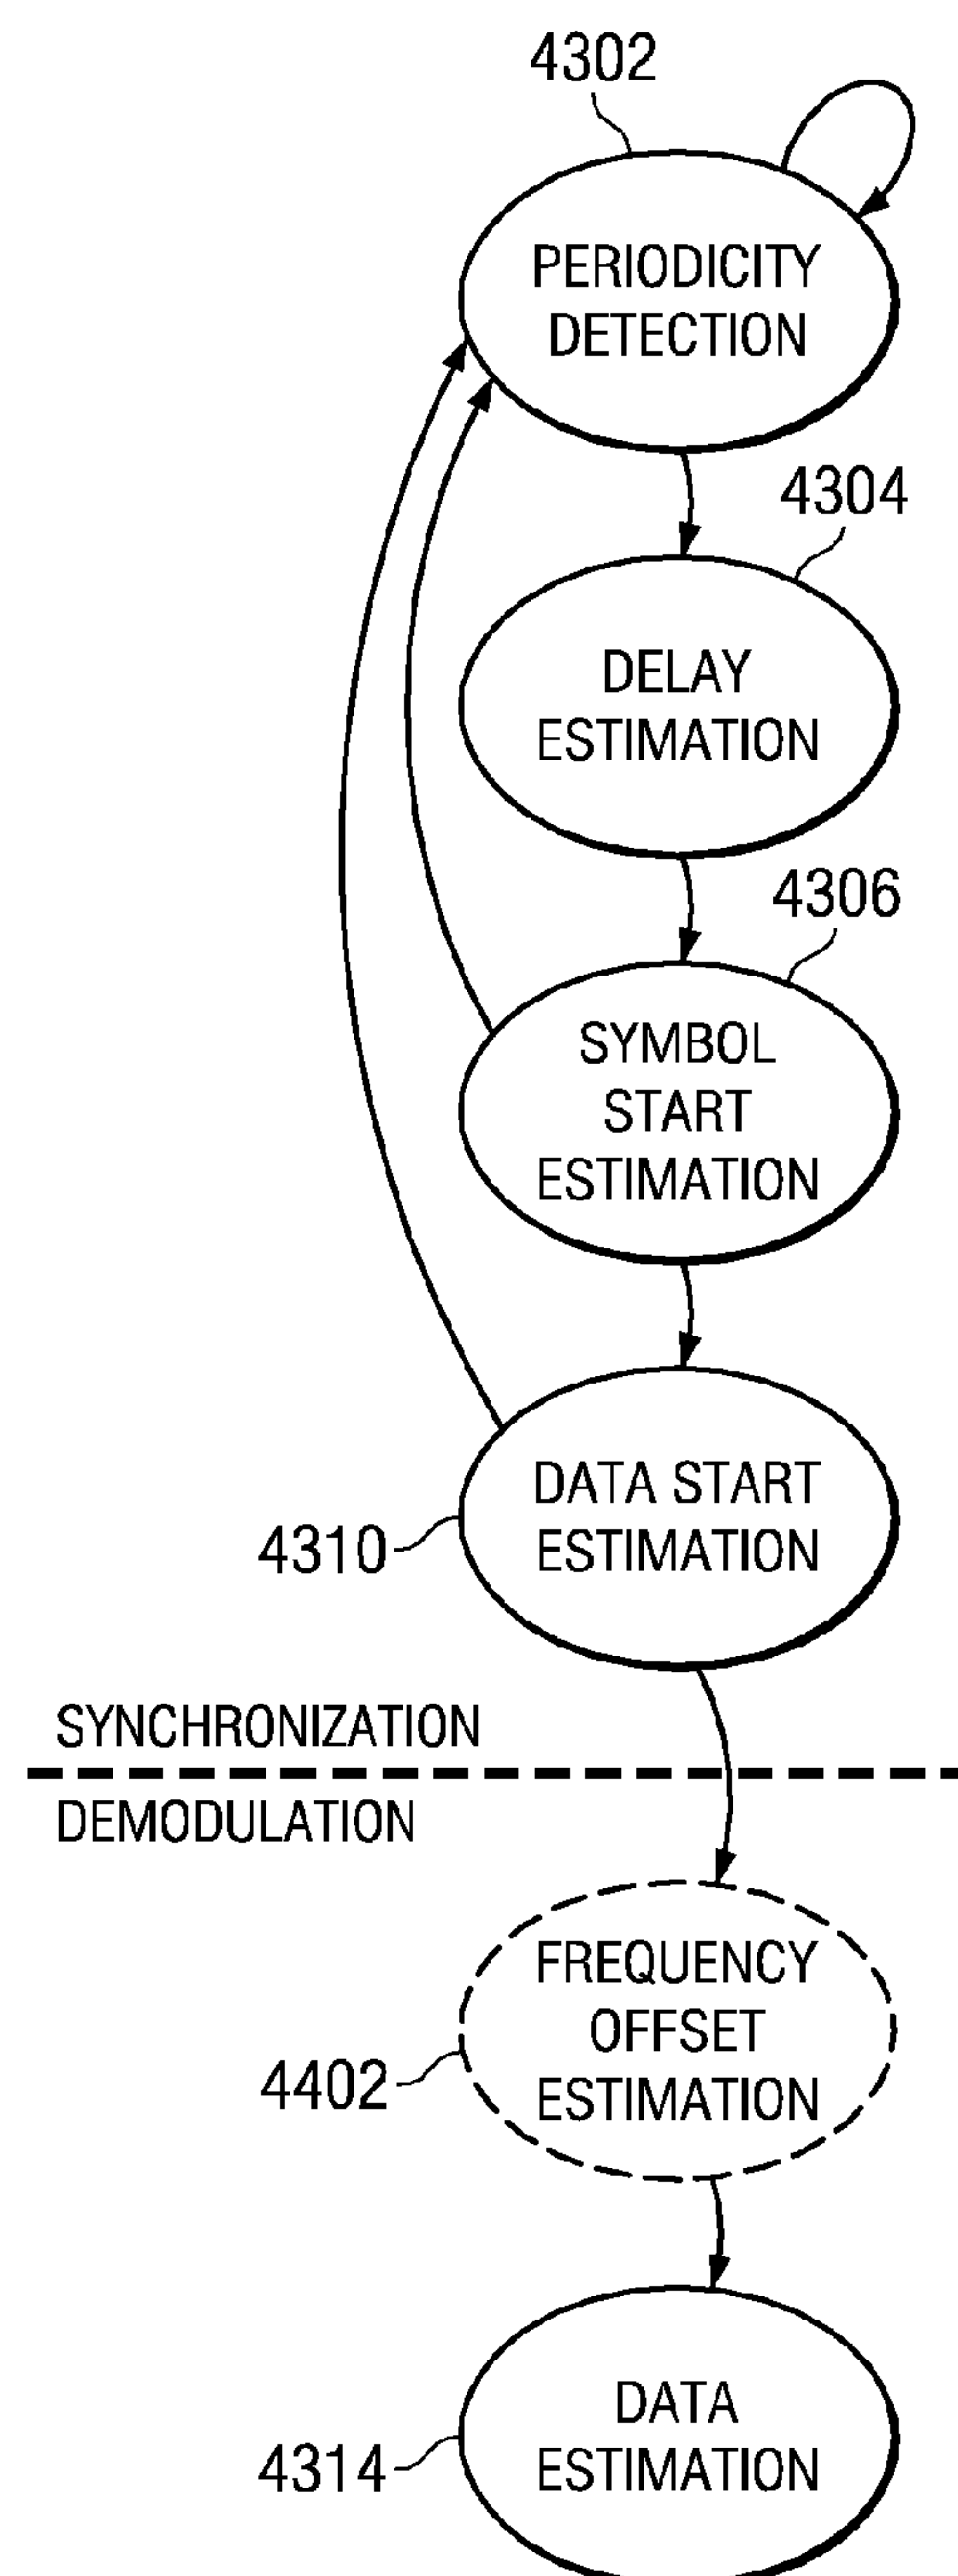 4302
PERIODICITY
DETECTION
4304
DELAY
ESTIMATION
4306
SYMBOL
START
ESTIMATION
DATA START
ESTIMATION
4310
SYNCHRONIZATION
DEMODULATION
FREQUENCY
OFFSET
ESTIMATION
4402
DATA
ESTIMATION
4314